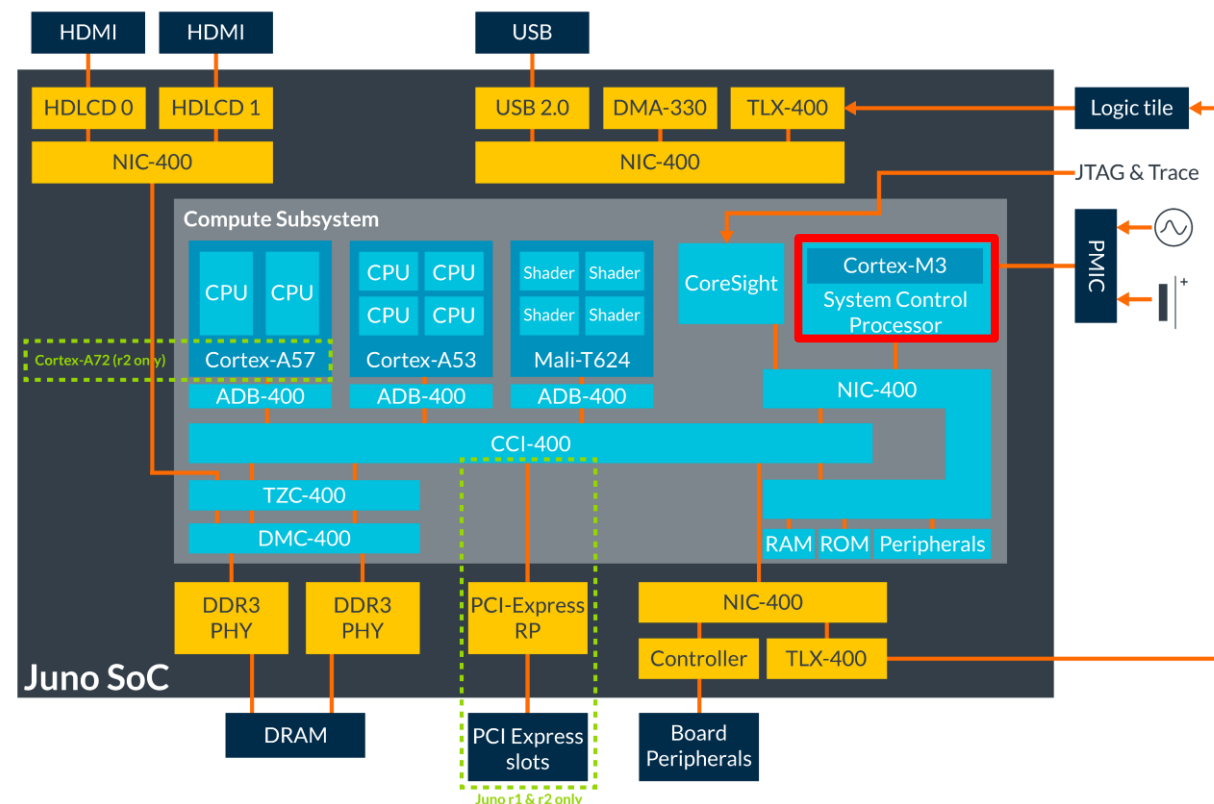 HDMI
HDMI
USB
HDLCD 0
HDLCD 1
USB 2.0
DMA-330
TLX-400
Logic tile
NIC-400
NIC-400
JTAG & Trace
Compute Subsystem
CPU
CPU
CPU
CPU
CPU
CPU
Shader
Shader
Shader
Shader
CoreSight
Cortex-M3
System Control
Processor
PMIC
+
Cortex-A72 (r2 only)
Cortex-A57
Cortex-A53
Mali-T624
ADB-400
ADB-400
ADB-400
NIC-400
CCI-400
TZC-400
DMC-400
RAM
ROM
Peripherals
DDR3
PHY
DDR3
PHY
PCI-Express
RP
NIC-400
Controller
TLX-400
Juno SoC
DRAM
PCI Express
slots
Board
Peripherals
Juno r1 & r2 only